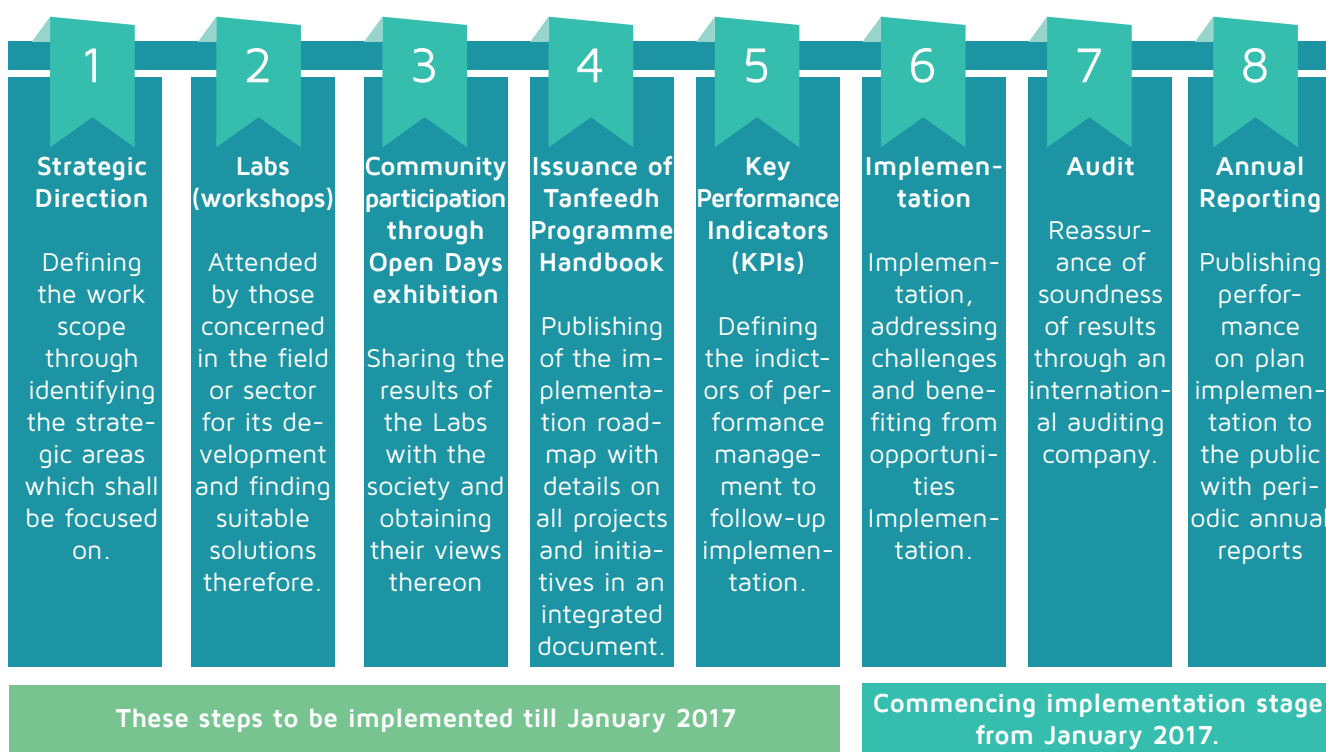 1
Strategic
Direction
Defining
the work
scope
through
identifying
the strate-
gic areas
which shall
be focused
on.
2
Labs
(workshops)
Attended
by those
concerned
in the field
or sector
for its de-
velopment
and finding
suitable
solutions
therefore.
3
Community
participation
through
Open Days
exhibition
Sharing the
results of
the Labs
with the
society and
obtaining
their views
thereon
4
Issuance of
Tanfeedh
Programme
Handbook
Publishing
of the im-
plementa-
tion road-
map with
details on
all projects
and initia-
tives in an
integrated
document.
5
Key
Performance
Indicators
(KPIs)
Defining
the indict-
ors of per-
formance
manage-
ment to
follow-up
implemen-
tation.
6
Implemen-
tation
Implemen-
tation,
addressing
challenges
and bene-
fiting from
opportuni-
ties
Implemen-
tation.
7
Audit
Reassur-
ance of
soundness
of results
through an
internation-
al auditing
company.
8
Annual
Reporting
Publishing
perfor-
mance
on plan
implemen-
tation to
the public
with peri-
odic annual
reports
These steps to be implemented till January 2017
Commencing implementation stage
from January 2017.